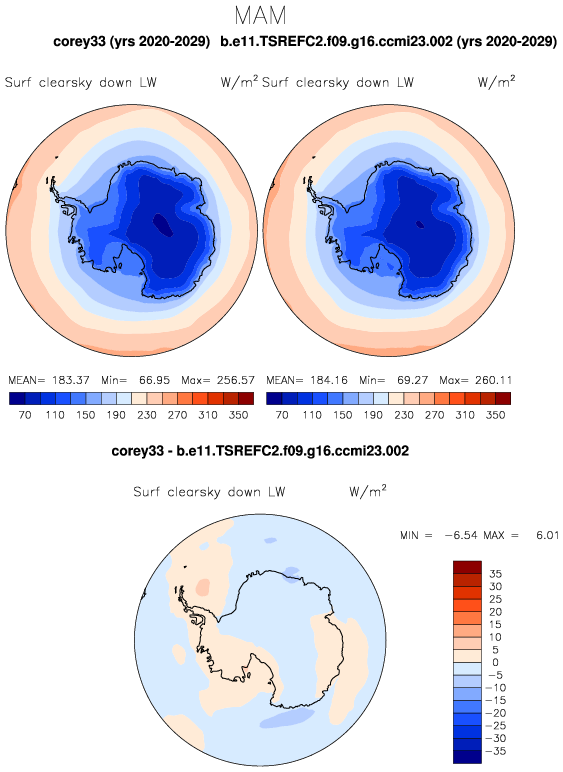 MAM
corey33 (yrs 2020-2029) b.e11.TSREFC2.f09.g16.ccmi23.002 (yrs 2020-2029)
Surf clearsky down LW W/m² Surf clearsky down LW W/m²
MEAN= 183.37 Min= 66.95 Max= 256.57 MEAN= 184.16 Min= 69.27 Max= 260.11
70 110 150 190 230 270 310 350 70 110 150 190 230 270 310 350
corey33 - b.e11.TSREFC2.f09.g16.ccmi23.002
Surf clearsky down LW W/m²
MIN = -6.54 MAX = 6.01
35
30
25
20
15
10
5
0
-5
-10
-15
-20
-25
-30
-35